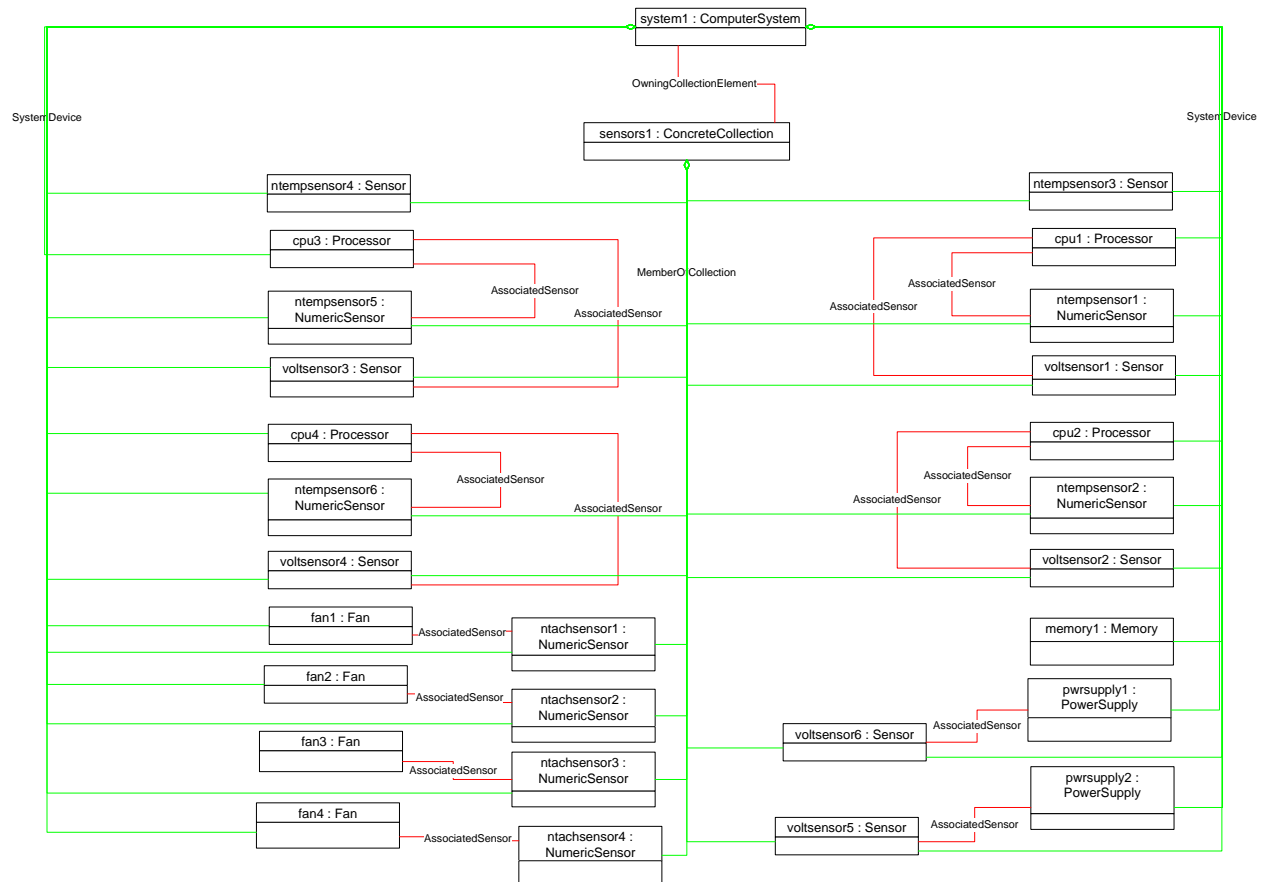 system1 : ComputerSystem
OwningCollectionElement
SystemDevice
SystemDevice
sensors1 : ConcreteCollection
ntempsensor4 : Sensor
ntempsensor3 : Sensor
cpu3 : Processor
cpu1 : Processor
MemberOfCollection
AssociatedSensor
AssociatedSensor
ntempsensor5 :
NumericSensor
AssociatedSensor
AssociatedSensor
ntempsensor1 :
NumericSensor
voltsensor3 : Sensor
voltsensor1 : Sensor
cpu4 : Processor
cpu2 : Processor
AssociatedSensor
AssociatedSensor
ntempsensor6 :
NumericSensor
AssociatedSensor
AssociatedSensor
ntempsensor2 :
NumericSensor
voltsensor4 : Sensor
voltsensor2 : Sensor
fan1 : Fan
AssociatedSensor
ntachsensor1 :
NumericSensor
memory1 : Memory
fan2 : Fan
AssociatedSensor
ntachsensor2 :
NumericSensor
pwrsupply1 :
PowerSupply
AssociatedSensor
voltsensor6 : Sensor
fan3 : Fan
AssociatedSensor
ntachsensor3 :
NumericSensor
pwrsupply2 :
PowerSupply
fan4 : Fan
AssociatedSensor
ntachsensor4 :
NumericSensor
voltsensor5 : Sensor
AssociatedSensor